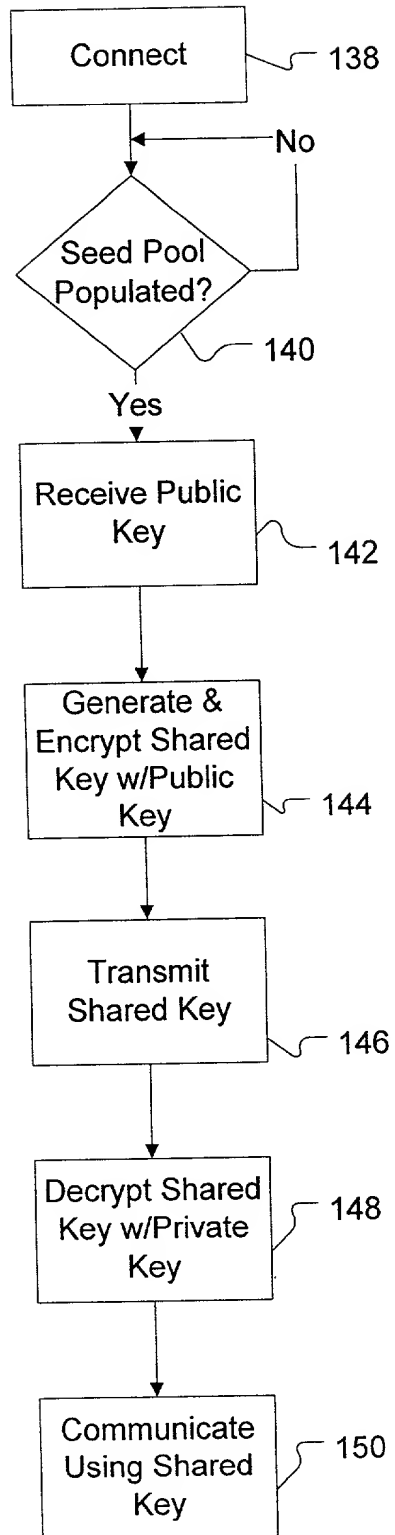 Connect
138
No
Seed Pool
Populated?
140
Yes
Receive Public
Key
142
Generate &
Encrypt Shared
Key w/Public
Key
144
Transmit
Shared Key
146
Decrypt Shared
Key w/Private
Key
148
Communicate
Using Shared
Key
150